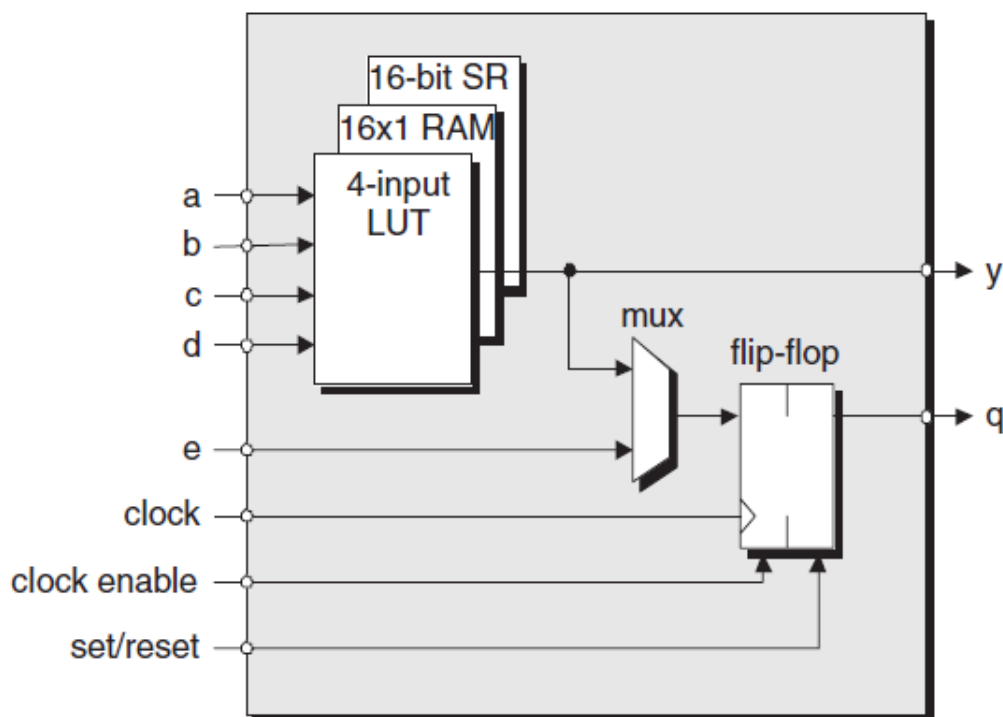 16-bit SR
16x1 RAM
4-input
LUT
a
b
c
d
e
clock
clock enable
set/reset
mux
flip-flop
y
q